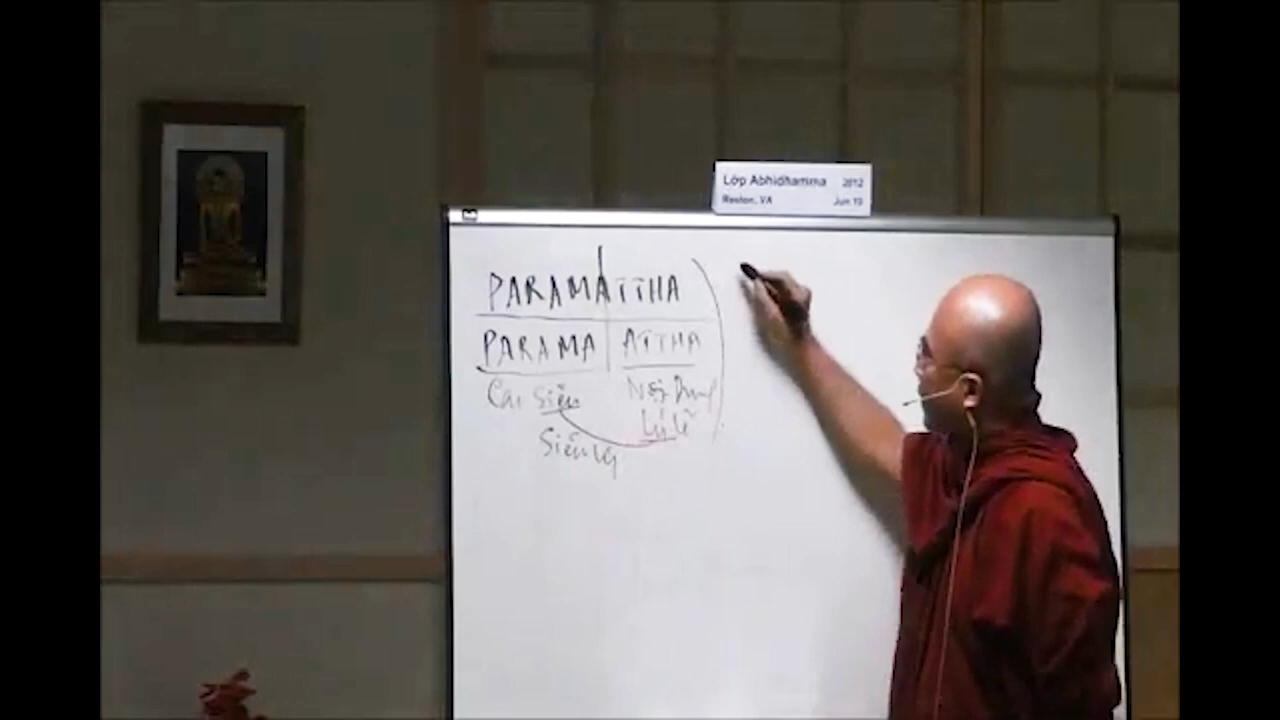 Lớp Abhidhamma 2012
Reston, VA Jun 10
PARAMATTHA
PARAMA ATTHA
Cái Siêu Nội Dung
Lý lẽ
Siêu lý